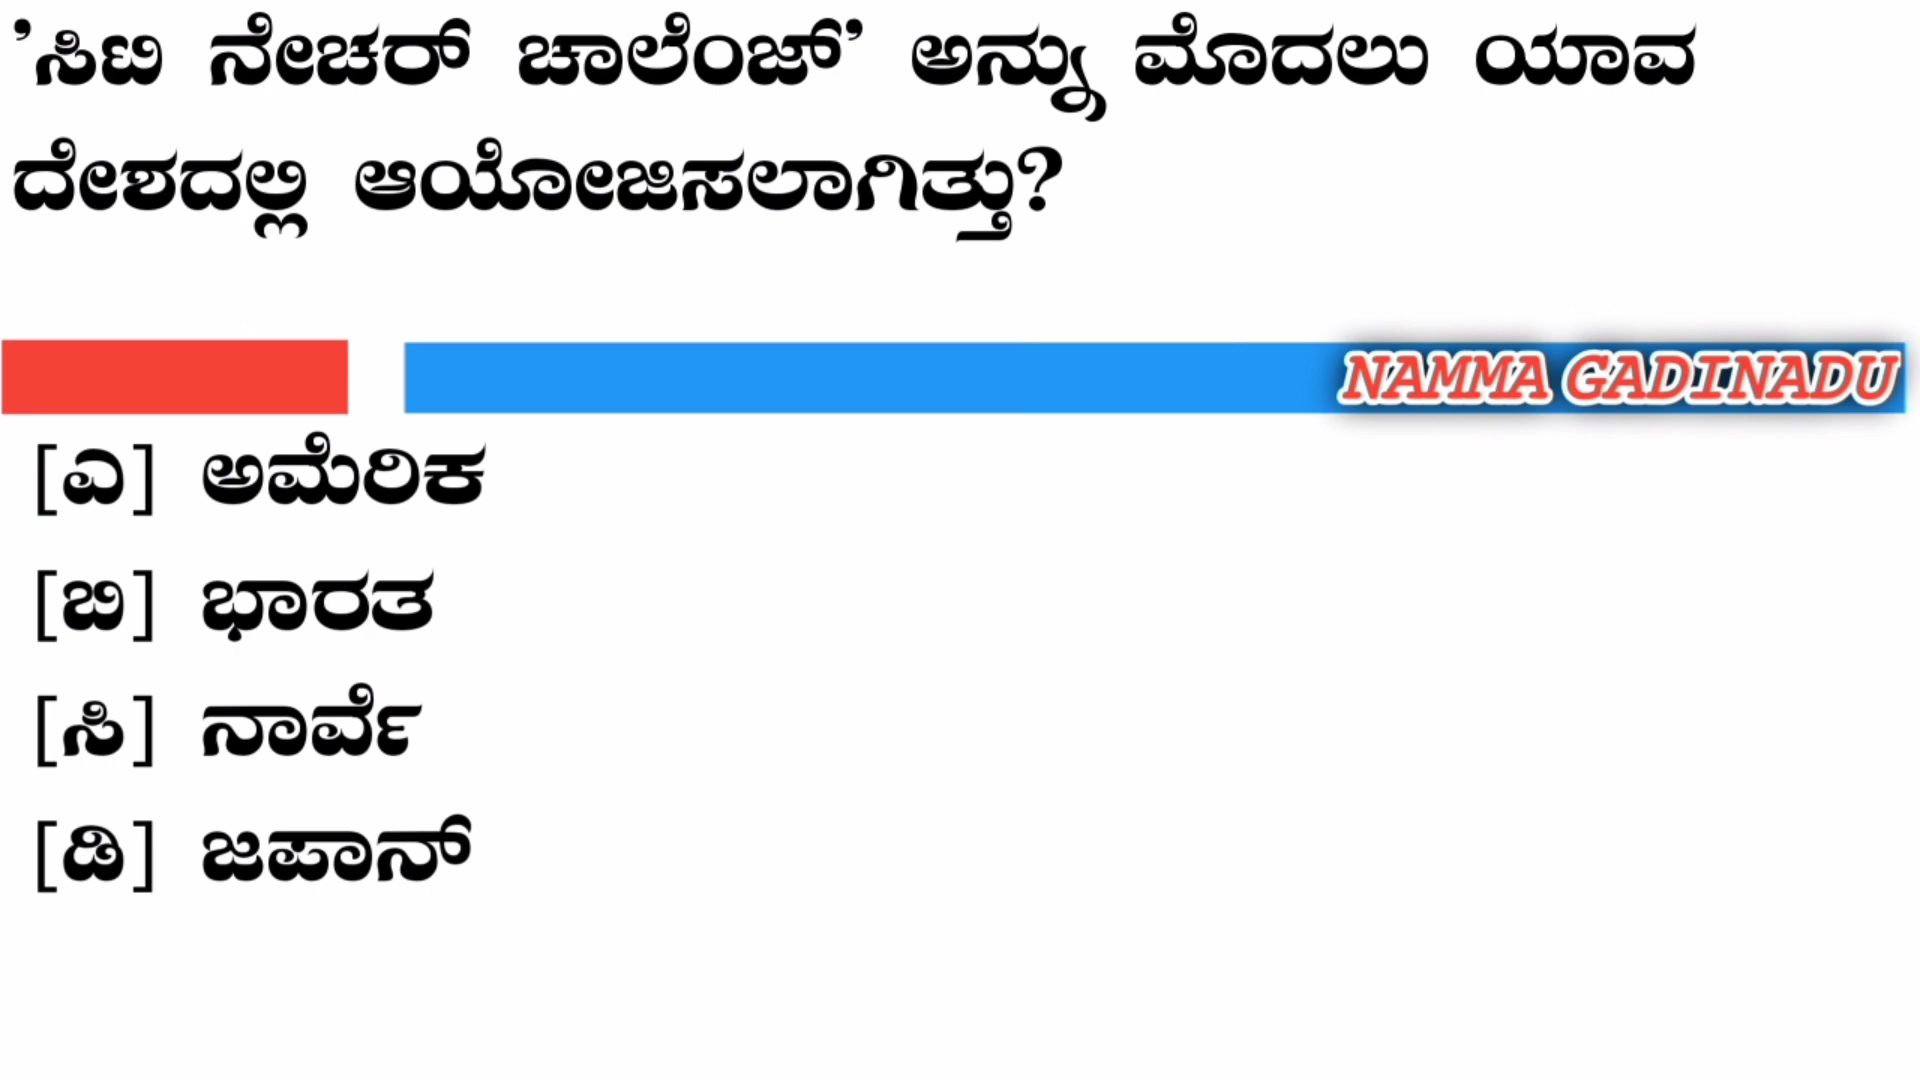 'ಸಿಟಿ ನೇಚರ್ ಚಾಲೆಂಜ್' ಅನ್ನು ಮೊದಲು ಯಾವ
ದೇಶದಲ್ಲಿ ಆಯೋಜಿಸಲಾಗಿತ್ತು?
NAMMA GADINADU
[ಎ] ಅಮೆರಿಕ
[ಬಿ] ಭಾರತ
[ಸಿ] ನಾರ್ವೆ
[ಡಿ] ಜಪಾನ್